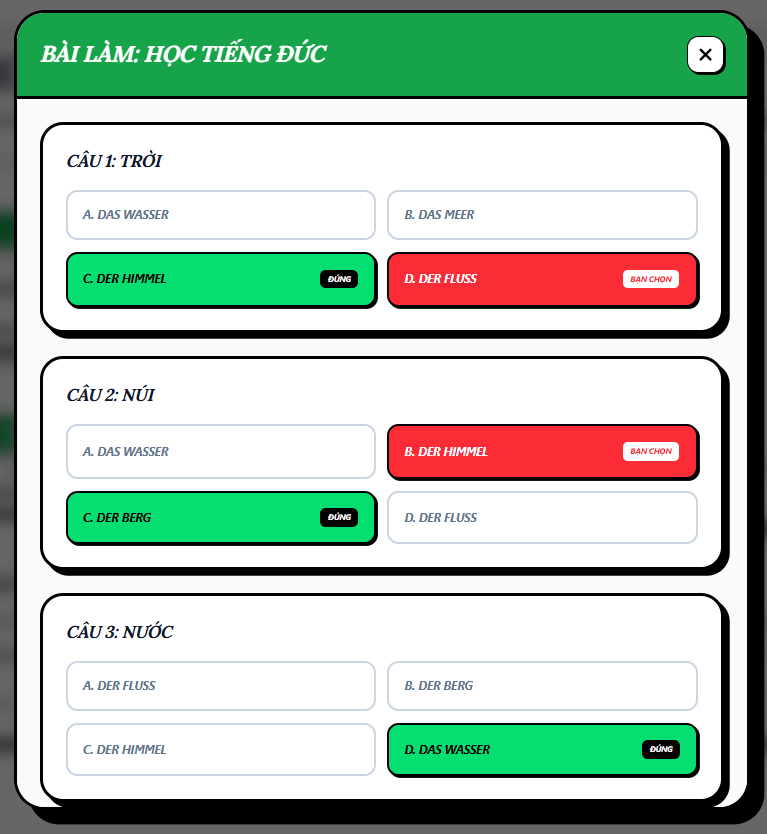 BÀI LÀM: HỌC TIẾNG ĐỨC
CÂU 1: TRỜI
A. DAS WASSER
B. DAS MEER
C. DER HIMMEL ĐÚNG
D. DER FLUSS BẠN CHỌN
CÂU 2: NÚI
A. DAS WASSER
B. DER HIMMEL BẠN CHỌN
C. DER BERG ĐÚNG
D. DER FLUSS
CÂU 3: NƯỚC
A. DER FLUSS
B. DER BERG
C. DER HIMMEL
D. DAS WASSER ĐÚNG